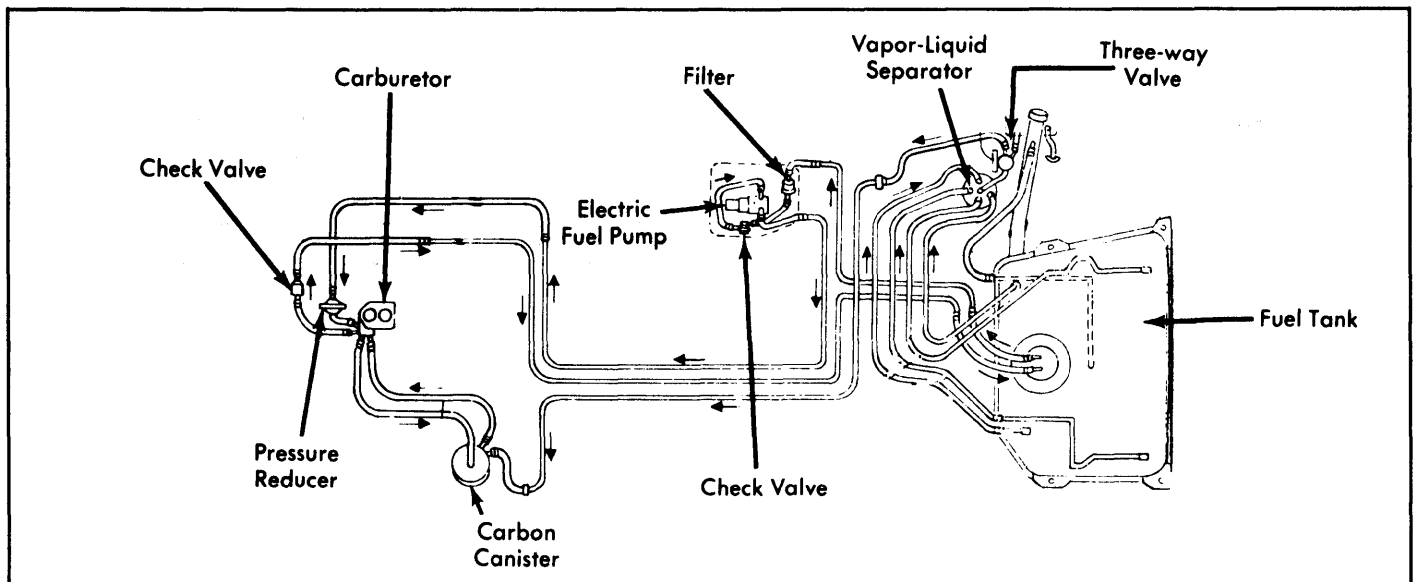 Vapor-Liquid
Separator
Three-way
Valve
Carburetor
Filter
Check Valve
Electric
Fuel Pump
Fuel Tank
Pressure
Reducer
Check Valve
Carbon
Canister